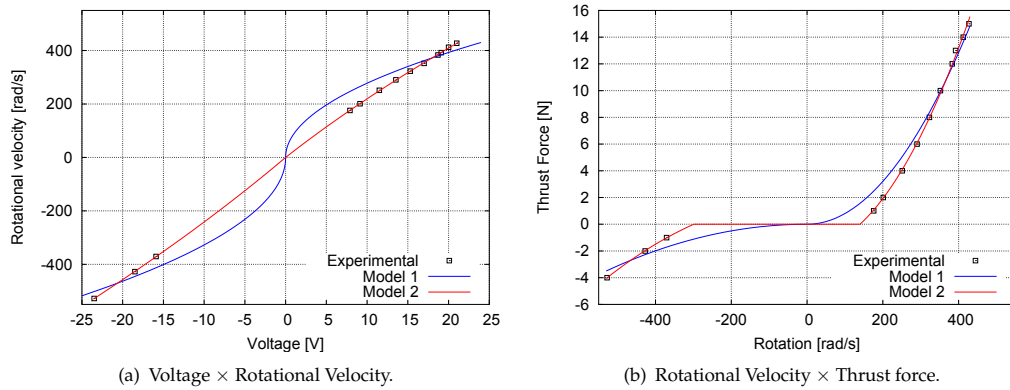 Rotational velocity [rad/s]
400
200
0
-200
-400
-25 -20 -15 -10 -5 0 5 10 15 20 25
Voltage [V]
Experimental
Model 1
Model 2
(a) Voltage × Rotational Velocity.
Thrust Force [N]
16
14
12
10
8
6
4
2
0
-2
-4
-6
-400 -200 0 200 400
Rotation [rad/s]
Experimental
Model 1
Model 2
(b) Rotational Velocity × Thrust force.